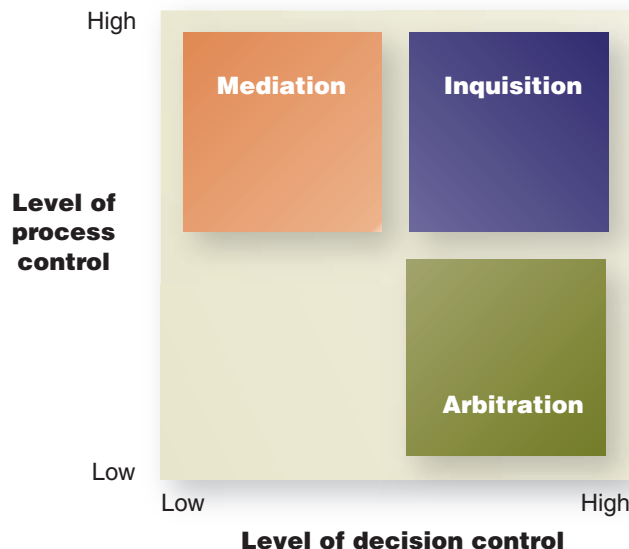 High
Mediation
Inquisition
Level of
process
control
Arbitration
Low
Low
High
Level of decision control